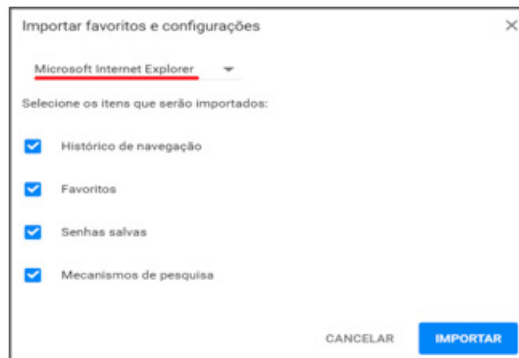 Importar favoritos e configurações
Microsoft Internet Explorer
Selecione os itens que serão importados:
Histórico de navegação
Favoritos
Senhas salvas
Mecanismos de pesquisa
CANCELAR IMPORTAR